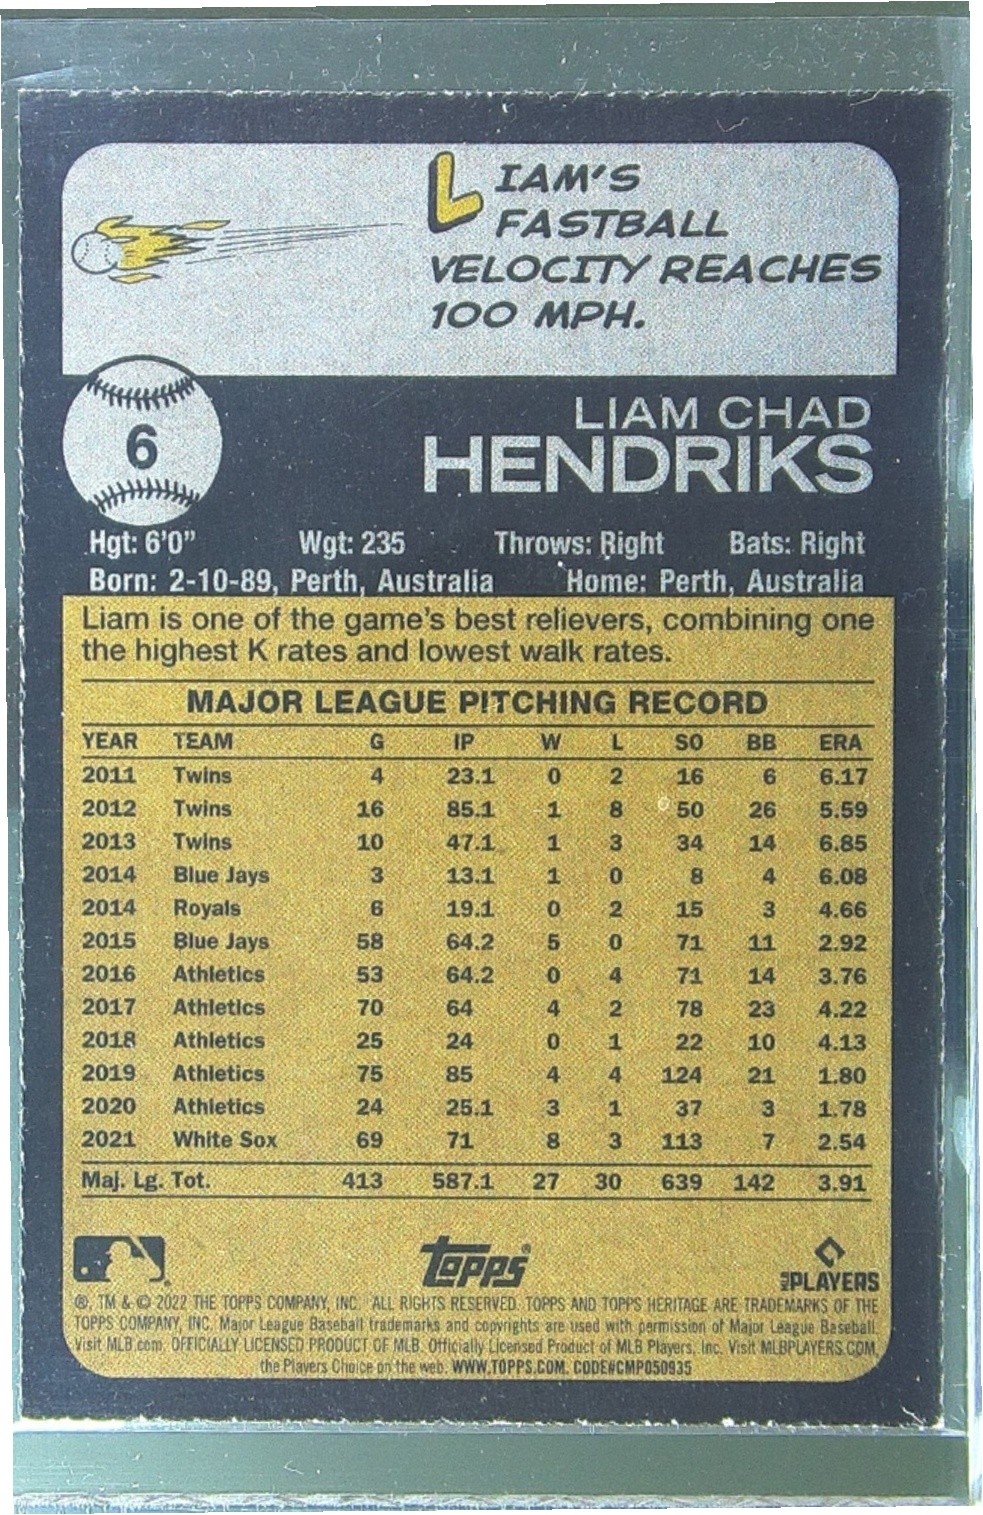 LIAM'S
FASTBALL
VELOCITY REACHES
100 MPH.
6
LIAM CHAD
HENDRIKS
Hgt: 6'0" Wgt: 235 Throws: Right Bats: Right
Born: 2-10-89, Perth, Australia Home: Perth, Australia
Liam is one of the game's best relievers, combining one
the highest K rates and lowest walk rates.
MAJOR LEAGUE PITCHING RECORD
YEAR TEAM G IP W L SO BB ERA
2011 Twins 4 23.1 0 2 16 6 6.17
2012 Twins 16 85.1 1 8 50 26 5.59
2013 Twins 10 47.1 1 3 34 14 6.85
2014 Blue Jays 3 13.1 1 0 8 4 6.08
2014 Royals 6 19.1 0 2 15 3 4.66
2015 Blue Jays 58 64.2 5 0 71 11 2.92
2016 Athletics 53 64.2 0 4 71 14 3.76
2017 Athletics 70 64 4 2 78 23 4.22
2018 Athletics 25 24 0 1 22 10 4.13
2019 Athletics 75 85 4 4 124 21 1.80
2020 Athletics 24 25.1 3 1 37 3 1.78
2021 White Sox 69 71 8 3 113 7 2.54
Maj. Lg. Tot. 413 587.1 27 30 639 142 3.91
Topps® MLB PLAYERS
®, TM & © 2022 THE TOPPS COMPANY, INC. ALL RIGHTS RESERVED. TOPPS AND TOPPS HERITAGE ARE TRADEMARKS OF THE
TOPPS COMPANY, INC. Major League Baseball trademarks and copyrights are used with permission of Major League Baseball.
Visit MLB.com. OFFICIALLY LICENSED PRODUCT OF MLB. Officially Licensed Product of MLB Players, Inc. Visit MLBPLAYERS.COM,
the Players Choice on the web. WWW.TOPPS.COM. CODE#CMP050935